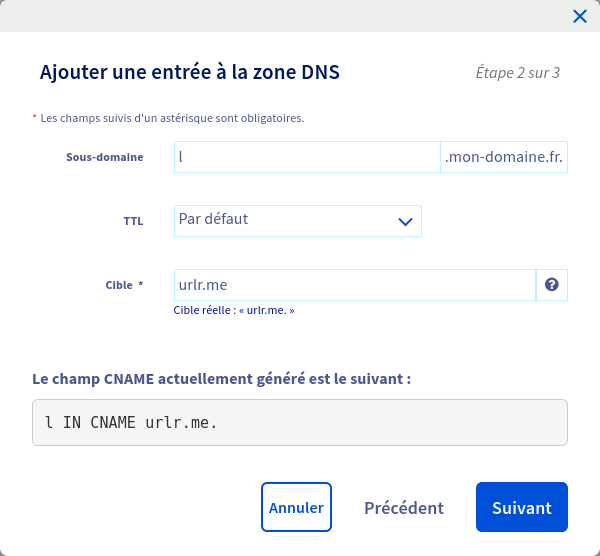 Ajouter une entrée à la zone DNS
Étape 2 sur 3
* Les champs suivis d'un astérisque sont obligatoires.
Sous-domaine
l
.mon-domaine.fr.
TTL
Par défaut
Cible *
urlr.me
?
Cible réelle : « urlr.me. »
Le champ CNAME actuellement généré est le suivant :
l IN CNAME urlr.me.
Annuler
Précédent
Suivant